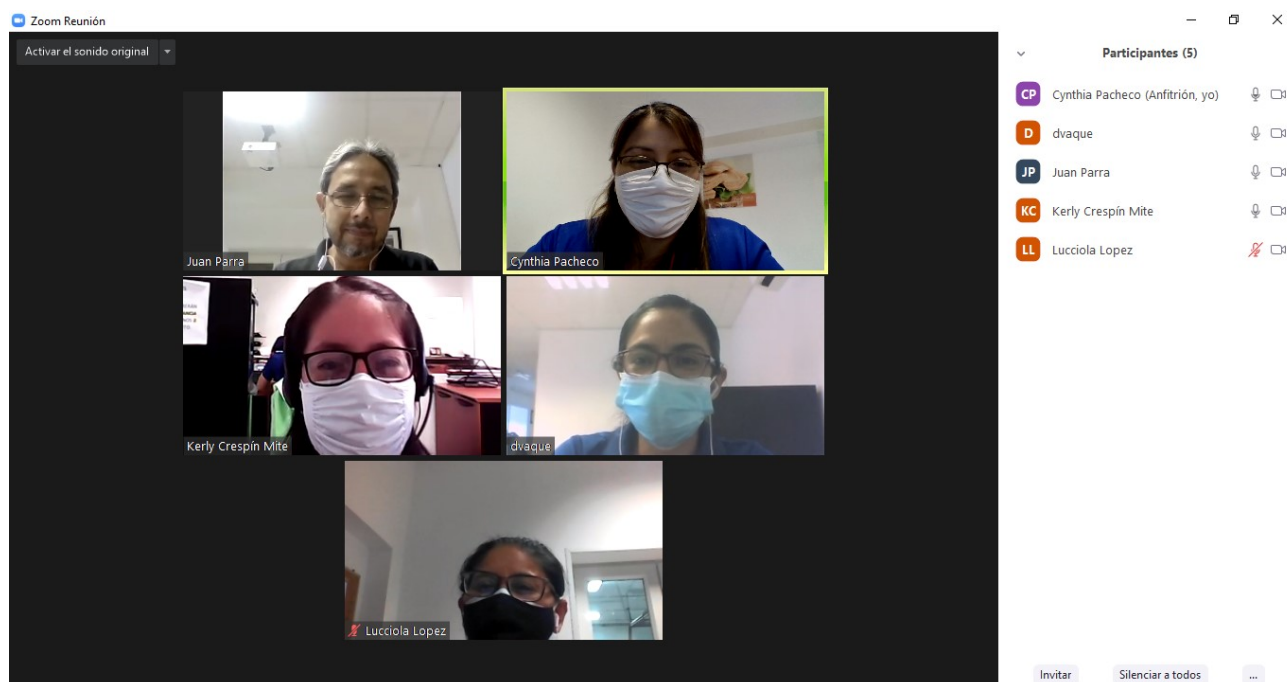 Zoom Reunión
Activar el sonido original
Juan Parra
Cynthia Pacheco
Kerly Crespín Mite
dvaque
Lucciola Lopez
Participantes (5)
CP Cynthia Pacheco (Anfitrión, yo)
D dvaque
JP Juan Parra
KC Kerly Crespín Mite
LL Lucciola Lopez
Invitar Silenciar a todos ...